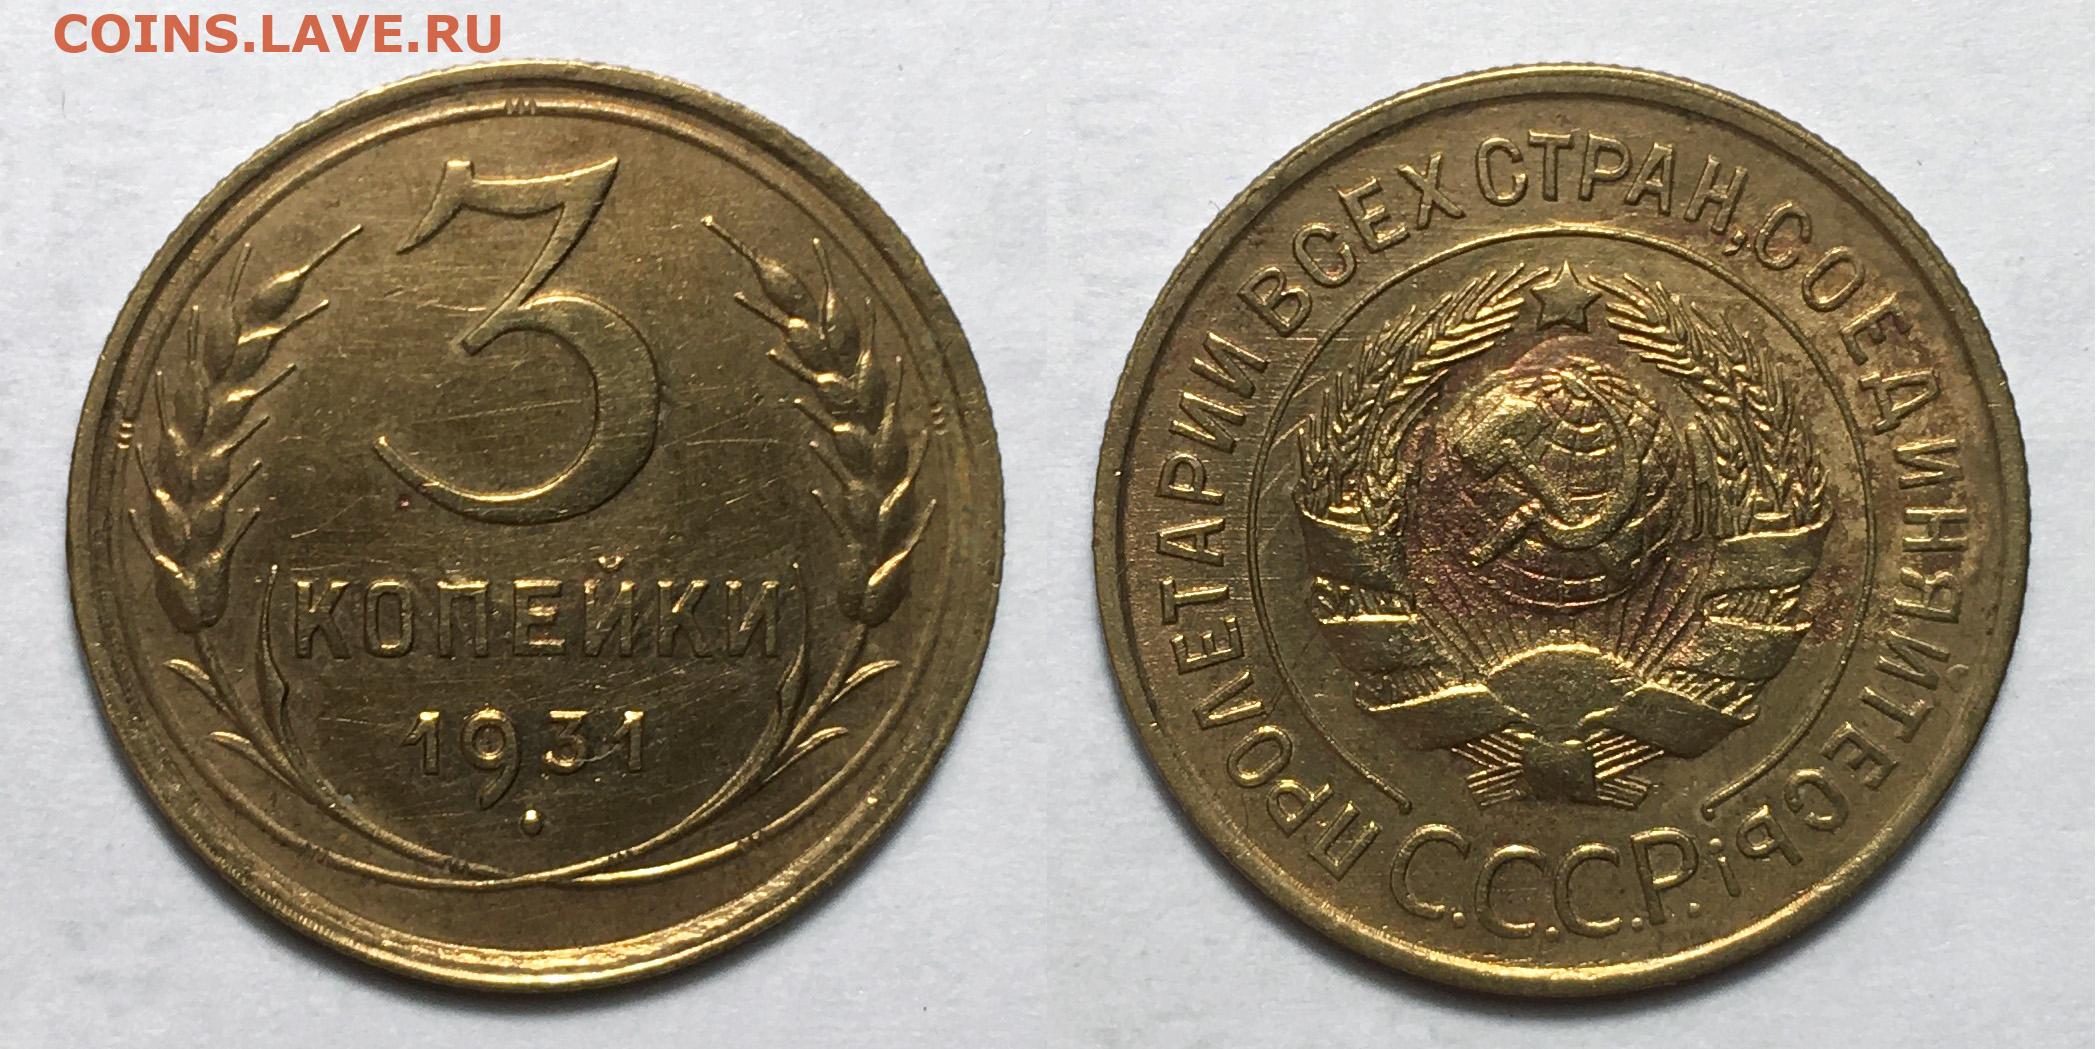 COINS.LAVE.RU
3
КОПЕЙКИ
1931
ПРОЛЕТАРИИ ВСЕХ СТРАН, СОЕДИНЯЙТЕСЬ!
С.С.С.Р.